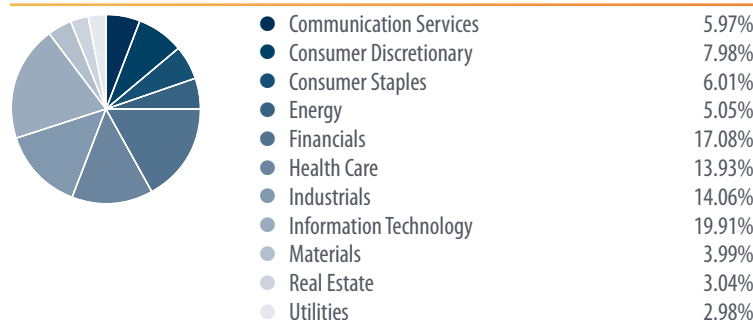 Communication Services 5.97%
Consumer Discretionary 7.98%
Consumer Staples 6.01%
Energy 5.05%
Financials 17.08%
Health Care 13.93%
Industrials 14.06%
Information Technology 19.91%
Materials 3.99%
Real Estate 3.04%
Utilities 2.98%